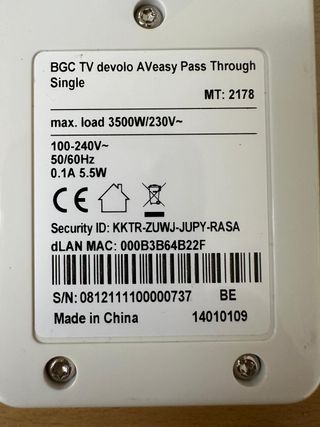 BGC TV devolo AVeasy Pass Through
Single
MT: 2178
max. load 3500W/230V~
100-240V~
50/60Hz
0.1A 5.5W
CE
Security ID: KKTR-ZUWJ-JUPY-RASA
dLAN MAC: 000B3B64B22F
S/N: 0812111100000737 BE
Made in China 14010109